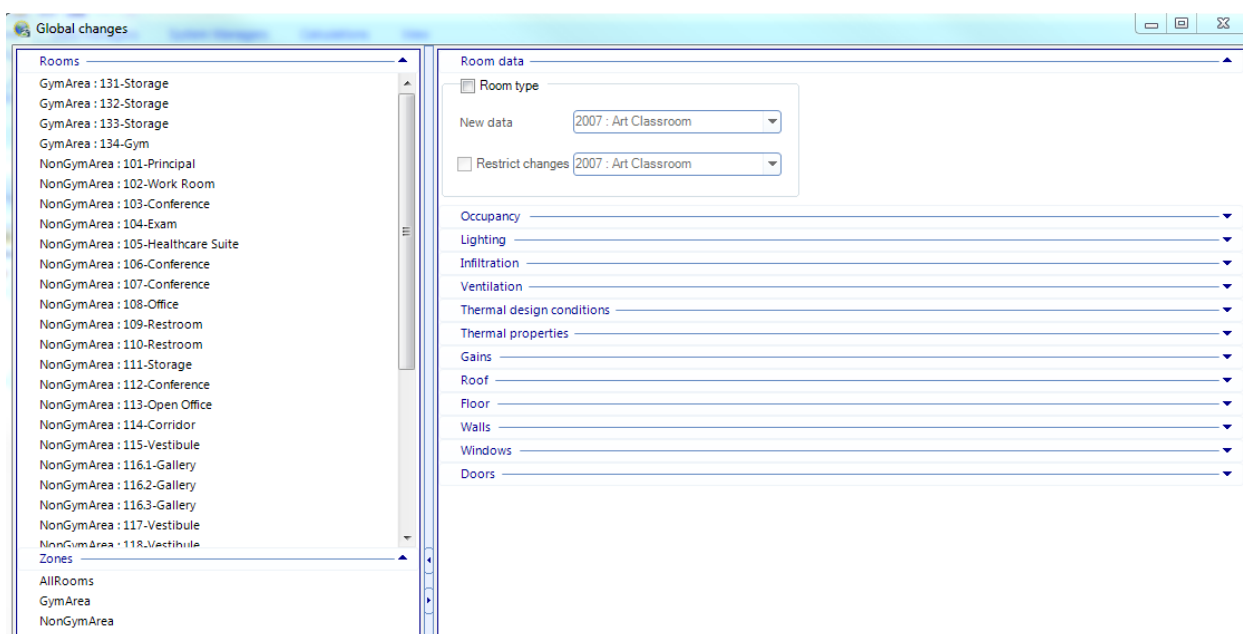 Global changes
Rooms
GymArea : 131-Storage
GymArea : 132-Storage
GymArea : 133-Storage
GymArea : 134-Gym
NonGymArea : 101-Principal
NonGymArea : 102-Work Room
NonGymArea : 103-Conference
NonGymArea : 104-Exam
NonGymArea : 105-Healthcare Suite
NonGymArea : 106-Conference
NonGymArea : 107-Conference
NonGymArea : 108-Office
NonGymArea : 109-Restroom
NonGymArea : 110-Restroom
NonGymArea : 111-Storage
NonGymArea : 112-Conference
NonGymArea : 113-Open Office
NonGymArea : 114-Corridor
NonGymArea : 115-Vestibule
NonGymArea : 116.1-Gallery
NonGymArea : 116.2-Gallery
NonGymArea : 116.3-Gallery
NonGymArea : 117-Vestibule
NonGymArea : 118-Vestibule
Zones
AllRooms
GymArea
NonGymArea
Room data
Room type
New data 2007 : Art Classroom
Restrict changes 2007 : Art Classroom
Occupancy
Lighting
Infiltration
Ventilation
Thermal design conditions
Thermal properties
Gains
Roof
Floor
Walls
Windows
Doors